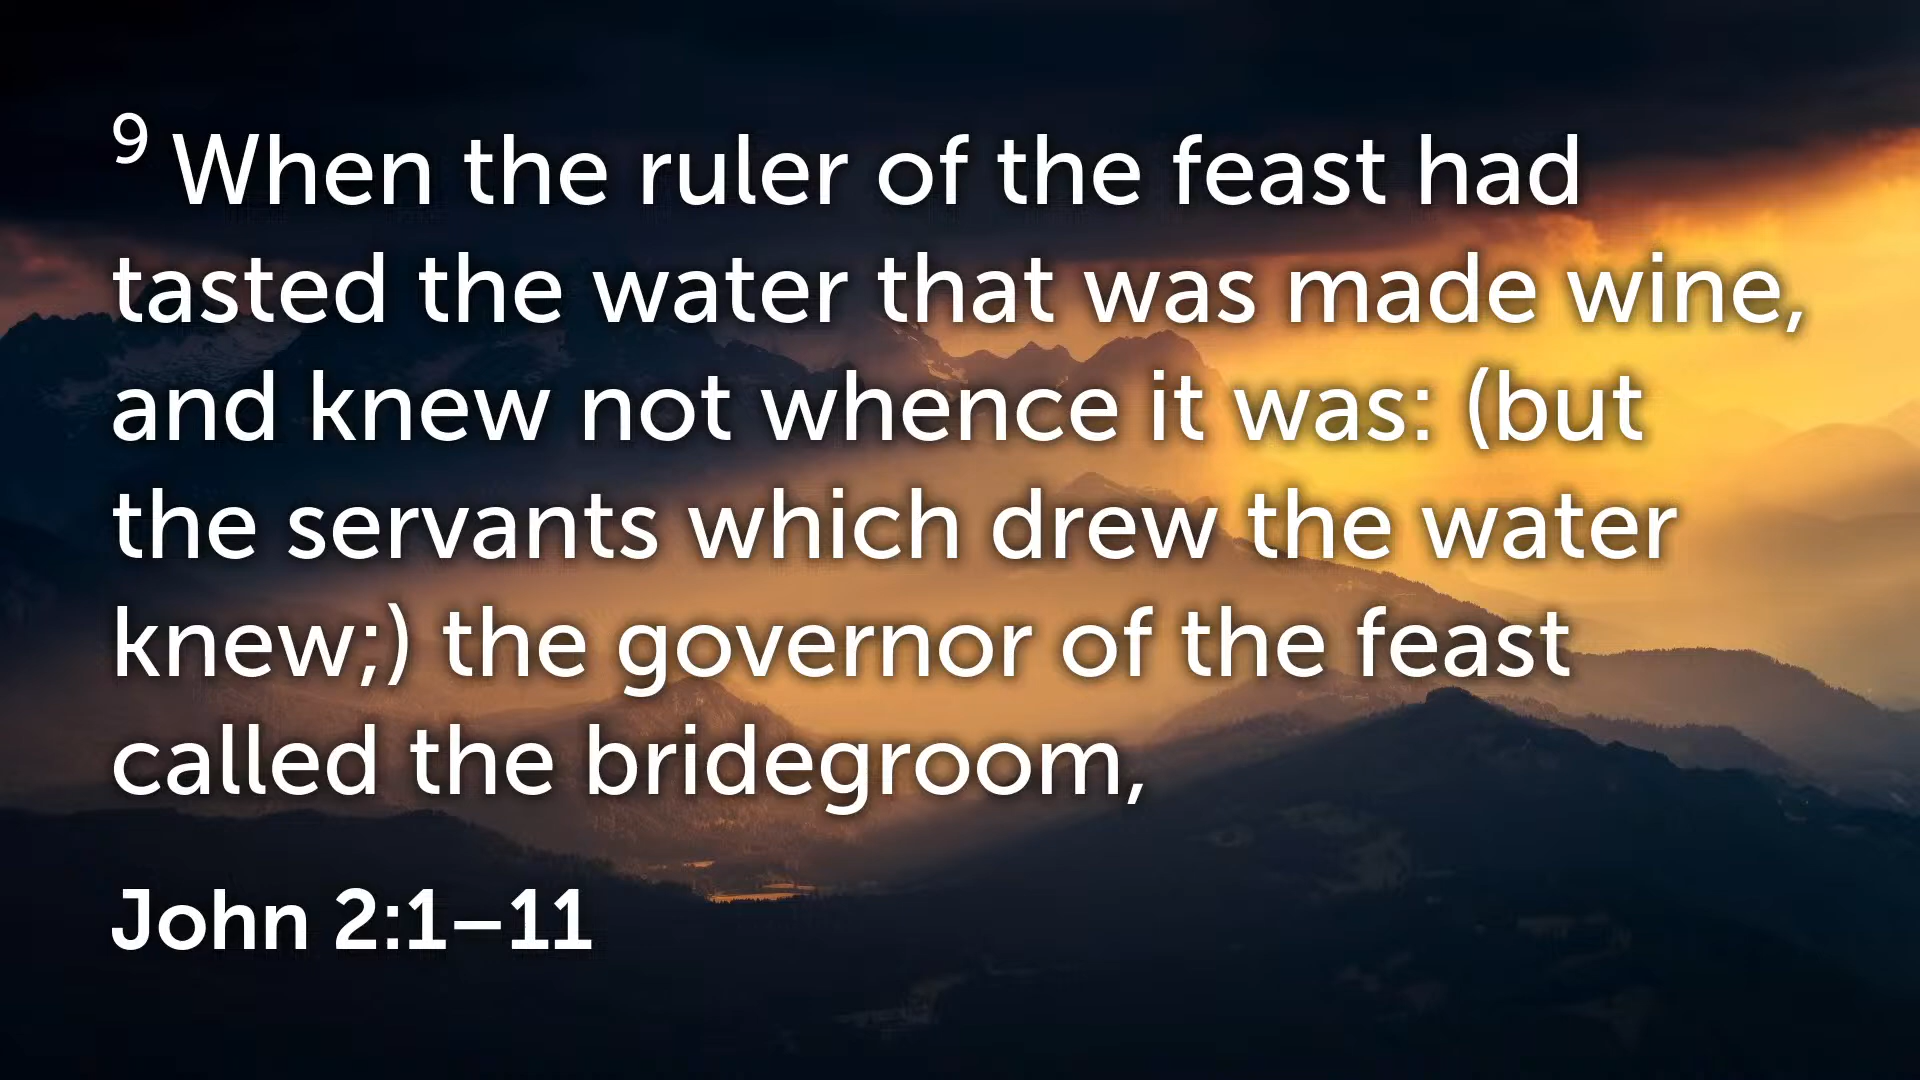 9 When the ruler of the feast had
tasted the water that was made wine,
and knew not whence it was: (but
the servants which drew the water
knew;) the governor of the feast
called the bridegroom,
John 2:1–11